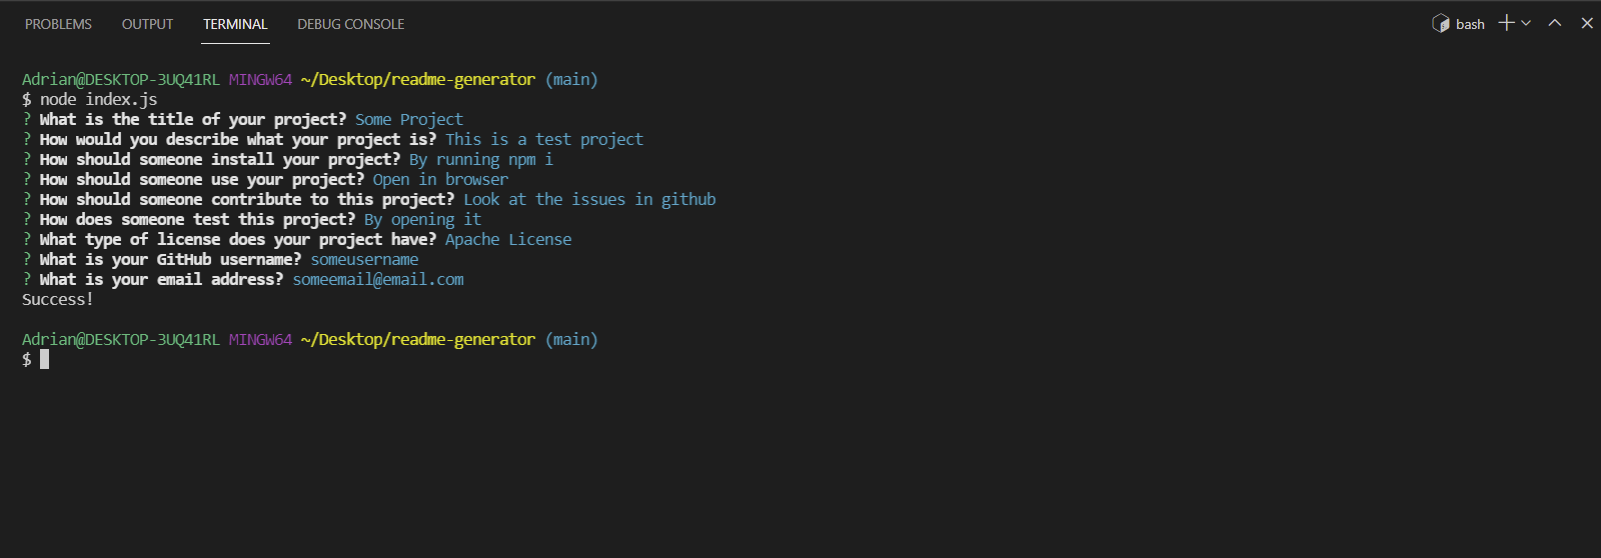 PROBLEMS OUTPUT TERMINAL DEBUG CONSOLE bash
Adrian@DESKTOP-3UQ41RL MINGW64 ~/Desktop/readme-generator (main)
$ node index.js
? What is the title of your project? Some Project
? How would you describe what your project is? This is a test project
? How should someone install your project? By running npm i
? How should someone use your project? Open in browser
? How should someone contribute to this project? Look at the issues in github
? How does someone test this project? By opening it
? What type of license does your project have? Apache License
? What is your GitHub username? someusername
? What is your email address? someemail@email.com
Success!
Adrian@DESKTOP-3UQ41RL MINGW64 ~/Desktop/readme-generator (main)
$